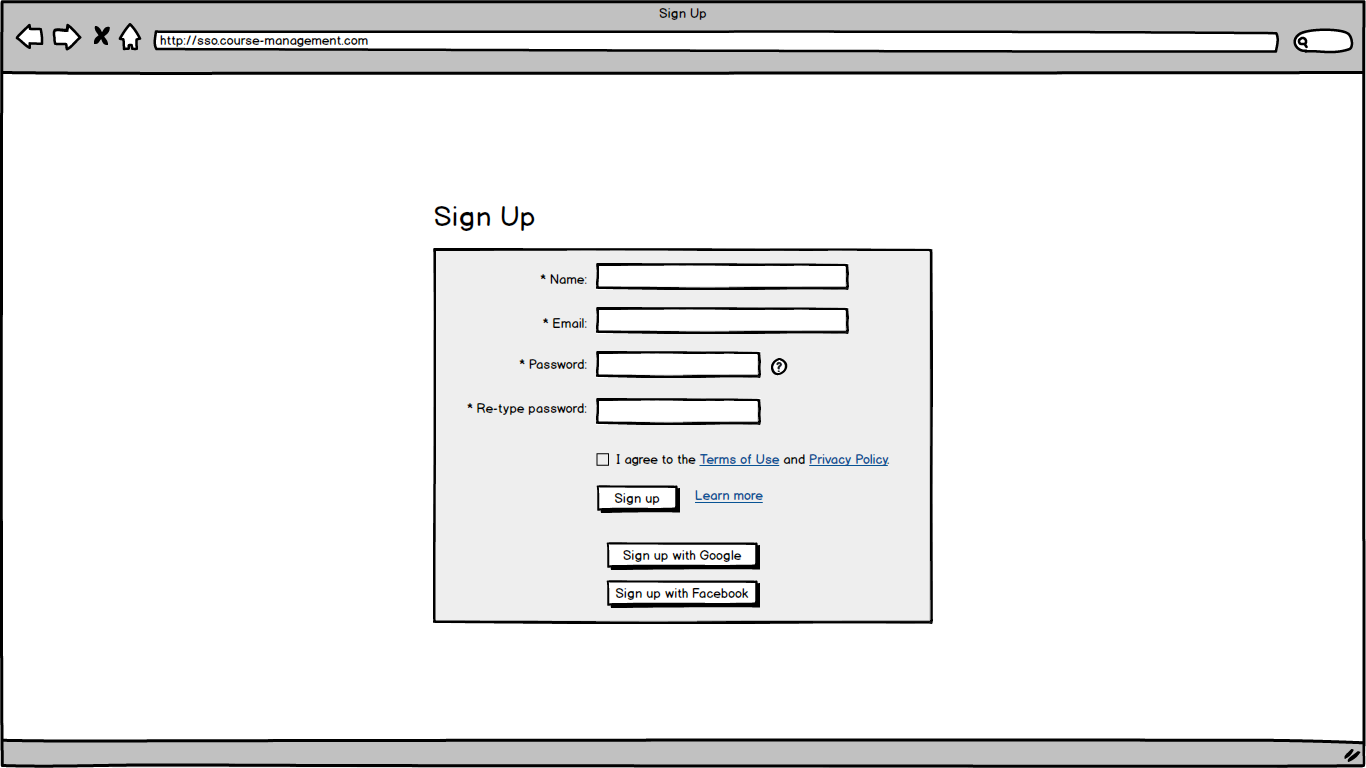 Sign Up
http://sso.course-management.com
Sign Up
* Name:
* Email:
* Password: ?
* Re-type password:
I agree to the Terms of Use and Privacy Policy.
Sign up Learn more
Sign up with Google
Sign up with Facebook